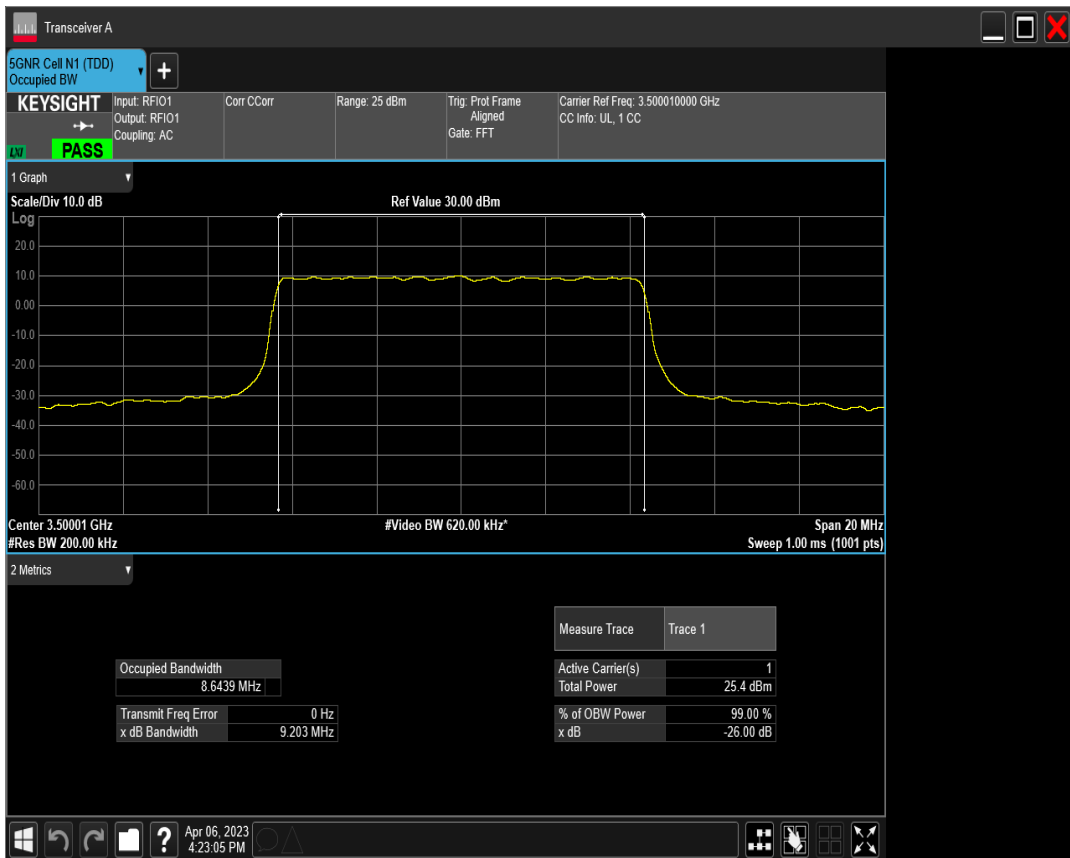 Transceiver A
5GNR Cell N1 (TDD)
Occupied BW
KEYSIGHT
LXI
PASS
Input: RFIO1
Output: RFIO1
Coupling: AC
Corr CCorr
Range: 25 dBm
Trig: Prot Frame
Aligned
Gate: FFT
Carrier Ref Freq: 3.500010000 GHz
CC Info: UL, 1 CC
1 Graph
Scale/Div 10.0 dB
Ref Value 30.00 dBm
Log
20.0
10.0
0.00
-10.0
-20.0
-30.0
-40.0
-50.0
-60.0
Center 3.50001 GHz
#Video BW 620.00 kHz*
Span 20 MHz
#Res BW 200.00 kHz
Sweep 1.00 ms (1001 pts)
2 Metrics
Measure Trace Trace 1
Occupied Bandwidth
8.6439 MHz
Active Carrier(s) 1
Total Power 25.4 dBm
Transmit Freq Error 0 Hz
x dB Bandwidth 9.203 MHz
% of OBW Power 99.00 %
x dB -26.00 dB
?
Apr 06, 2023
4:23:05 PM